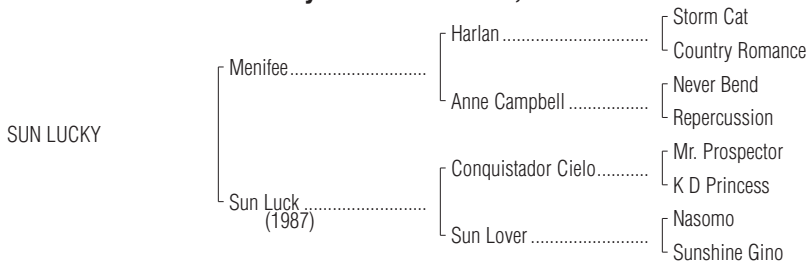 Storm Cat
Harlan
Country Romance
Menifee
Never Bend
Anne Campbell
Repercussion
SUN LUCKY
Mr. Prospector
Conquistador Cielo
K D Princess
Sun Luck
(1987)
Nasomo
Sun Lover
Sunshine Gino